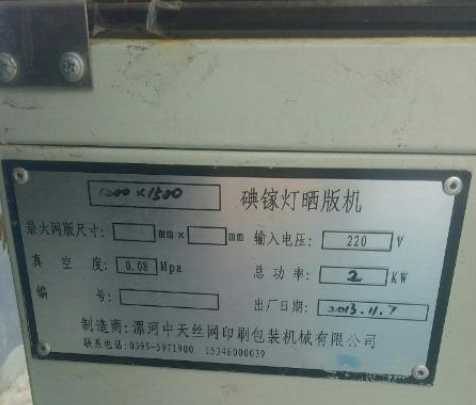 1200×1500 碘镓灯晒版机
最大网版尺寸: mm × mm 输入电压: 220 V
真空度: 0.08 Mpa 总功率: 2 KW
编号: 出厂日期: 2013.11.7
制造商:漯河中天丝网印刷包装机械有限公司
联系电话:0395-5971900 15346000039